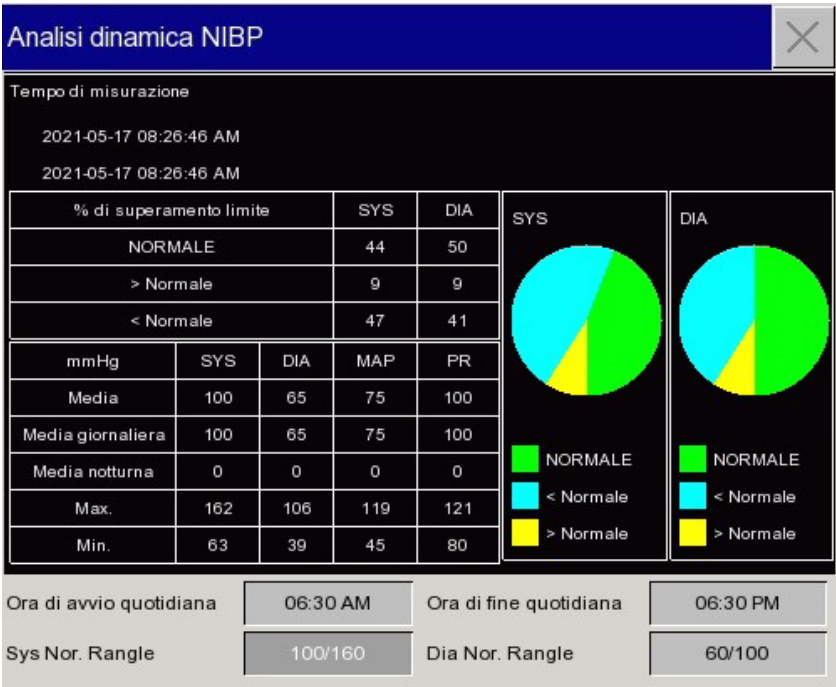 Analisi dinamica NIBP
Tempo di misurazione
2021-05-17 08:26:46 AM
2021-05-17 08:26:46 AM
% di superamento limite SYS DIA
NORMALE 44 50
> Normale 9 9
< Normale 47 41
mmHg SYS DIA MAP PR
Media 100 65 75 100
Media giornaliera 100 65 75 100
Media notturna 0 0 0 0
Max. 162 106 119 121
Min. 63 39 45 80
SYS
NORMALE
< Normale
> Normale
DIA
NORMALE
< Normale
> Normale
Ora di avvio quotidiana 06:30 AM Ora di fine quotidiana 06:30 PM
Sys Nor. Rangle 100/160 Dia Nor. Rangle 60/100